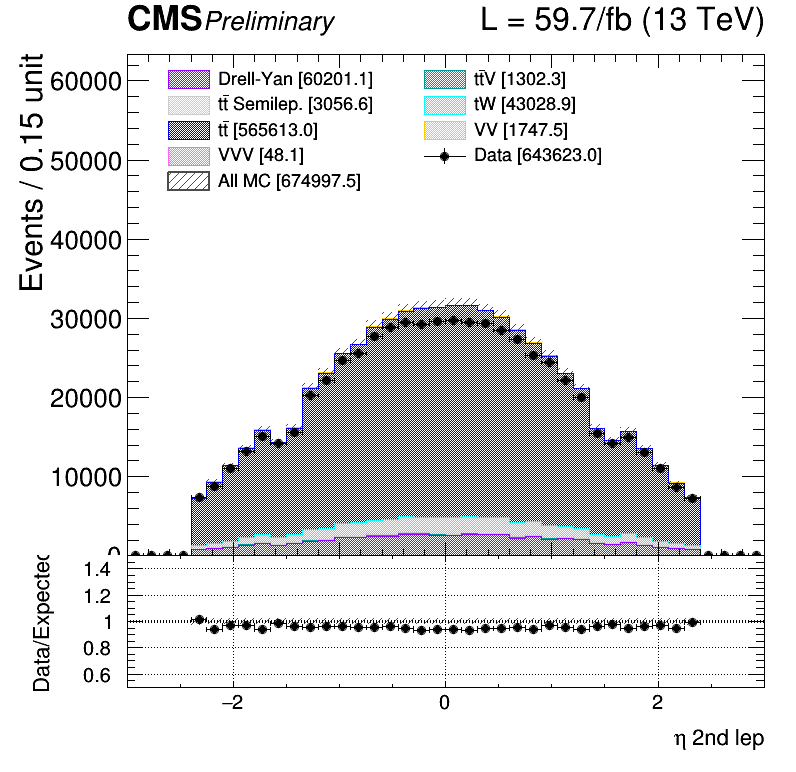 CMS Preliminary L = 59.7/fb (13 TeV)
Events / 0.15 unit
60000
50000
40000
30000
20000
10000
0
Drell-Yan [60201.1]
tt̄ Semilep. [3056.6]
tt̄ [565613.0]
VVV [48.1]
All MC [674997.5]
tt̄V [1302.3]
tW [43028.9]
VV [1747.5]
Data [643623.0]
Data/Expected
1.4
1.2
1
0.8
0.6
−2 0 2
η 2nd lep